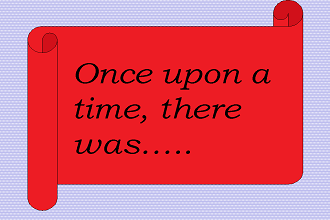 Once upon a
time, there
was.....